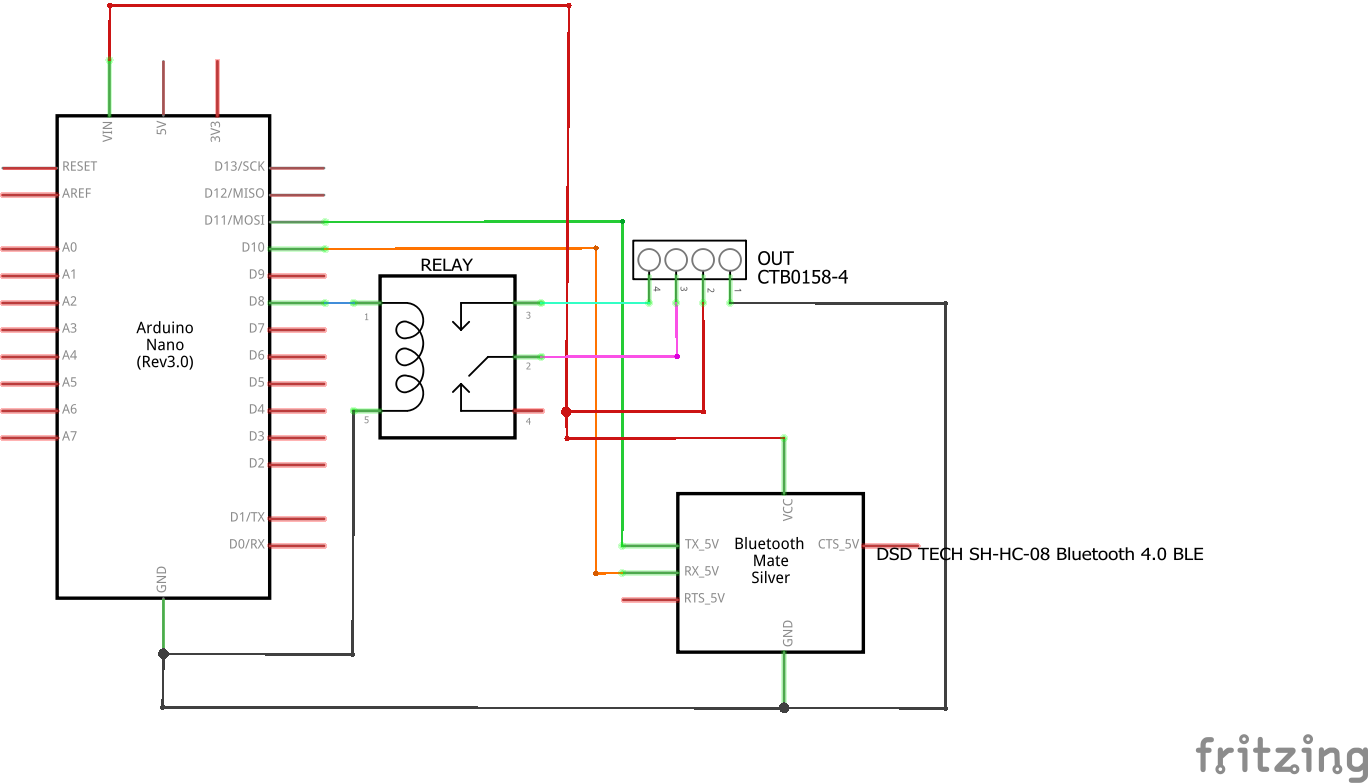 VIN
5V
3V3
RESET
AREF
D13/SCK
D12/MISO
D11/MOSI
A0
A1
A2
A3
A4
A5
A6
A7
D10
D9
D8
D7
D6
D5
D4
D3
D2
D1/TX
D0/RX
Arduino
Nano
(Rev3.0)
GND
RELAY
1
5
3
2
4
4
3
2
1
OUT
CTB0158-4
VCC
TX_5V
RX_5V
RTS_5V
Bluetooth
Mate
Silver
CTS_5V
GND
DSD TECH SH-HC-08 Bluetooth 4.0 BLE
fritzing